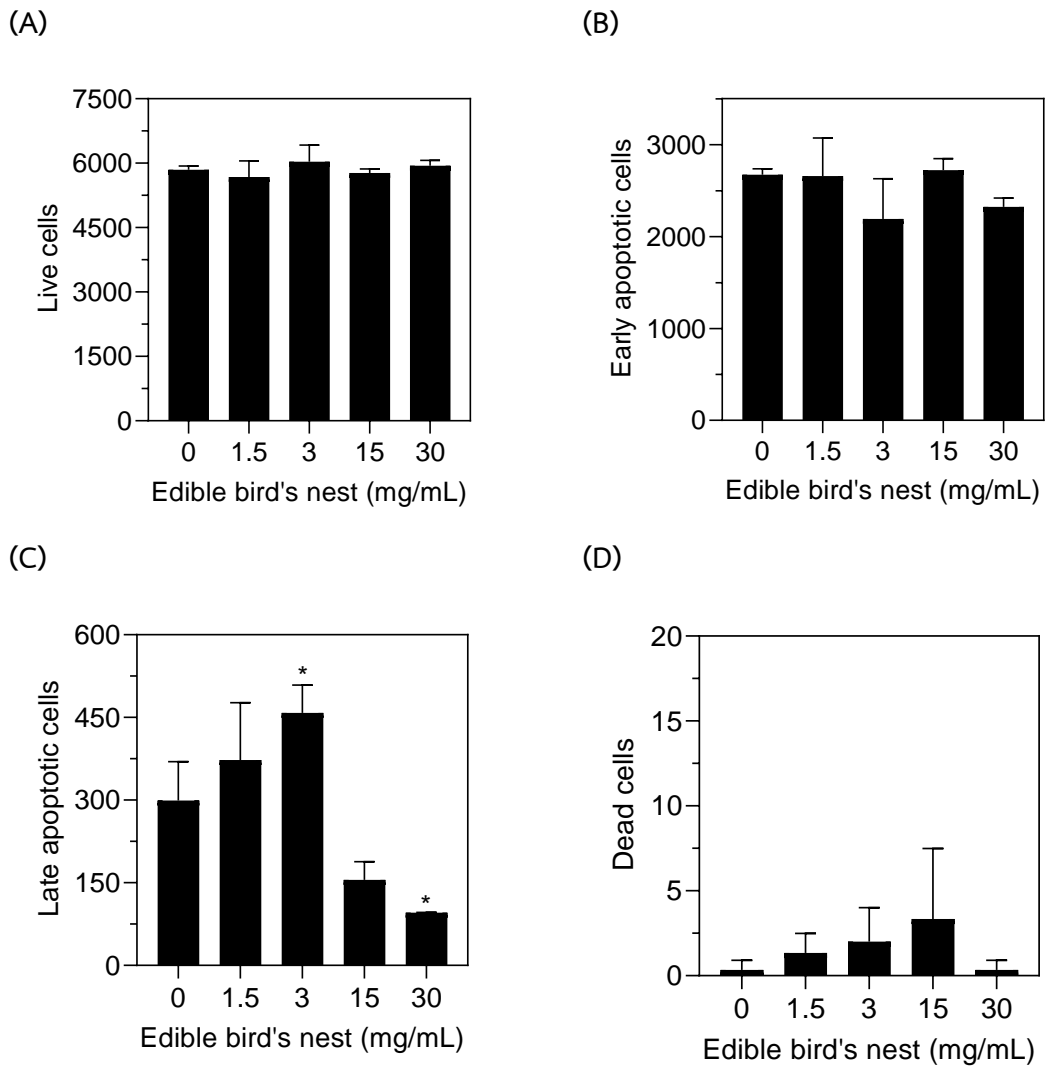 (A)
(B)
7500
6000
4500
3000
1500
0
Live cells
0 1.5 3 15 30
Edible bird's nest (mg/mL)
3000
2000
1000
0
Early apoptotic cells
0 1.5 3 15 30
Edible bird's nest (mg/mL)
(C)
(D)
600
450
300
150
0
Late apoptotic cells
*
*
0 1.5 3 15 30
Edible bird's nest (mg/mL)
20
15
10
5
0
Dead cells
0 1.5 3 15 30
Edible bird's nest (mg/mL)